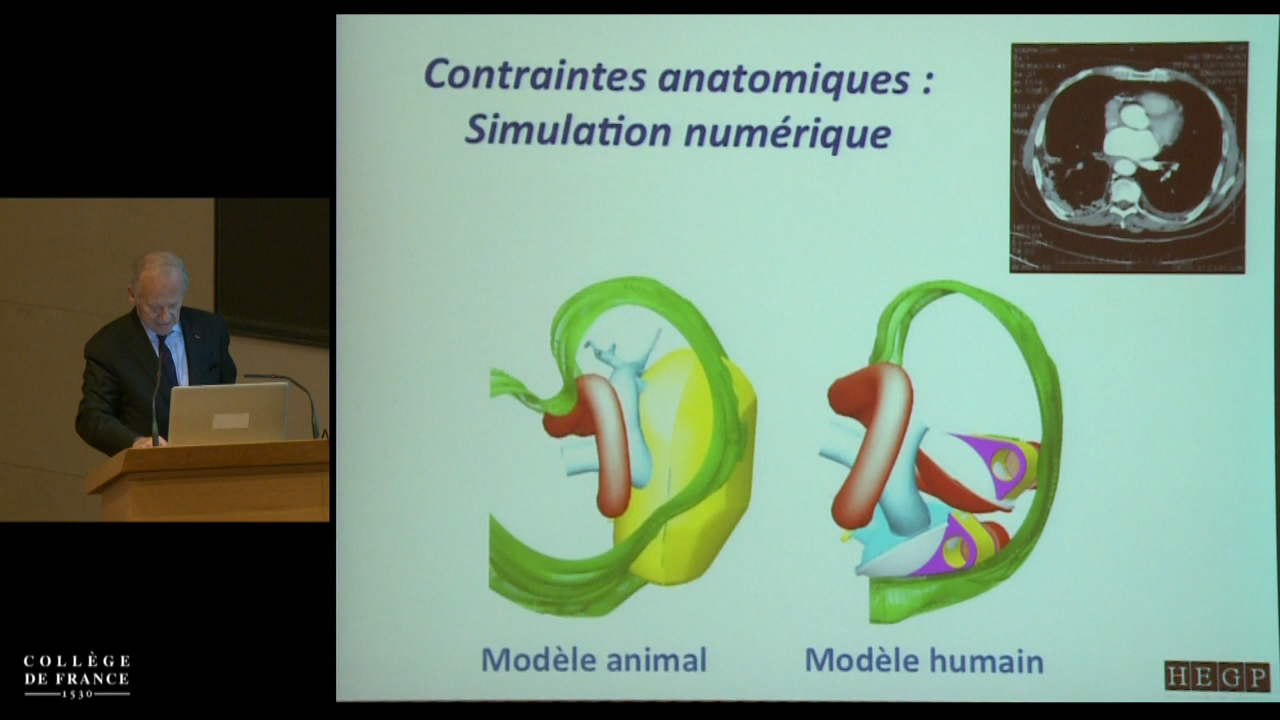 Contraintes anatomiques :
Simulation numérique
Modèle animal
Modèle humain
HEGP
COLLÈGE
DE FRANCE
1530